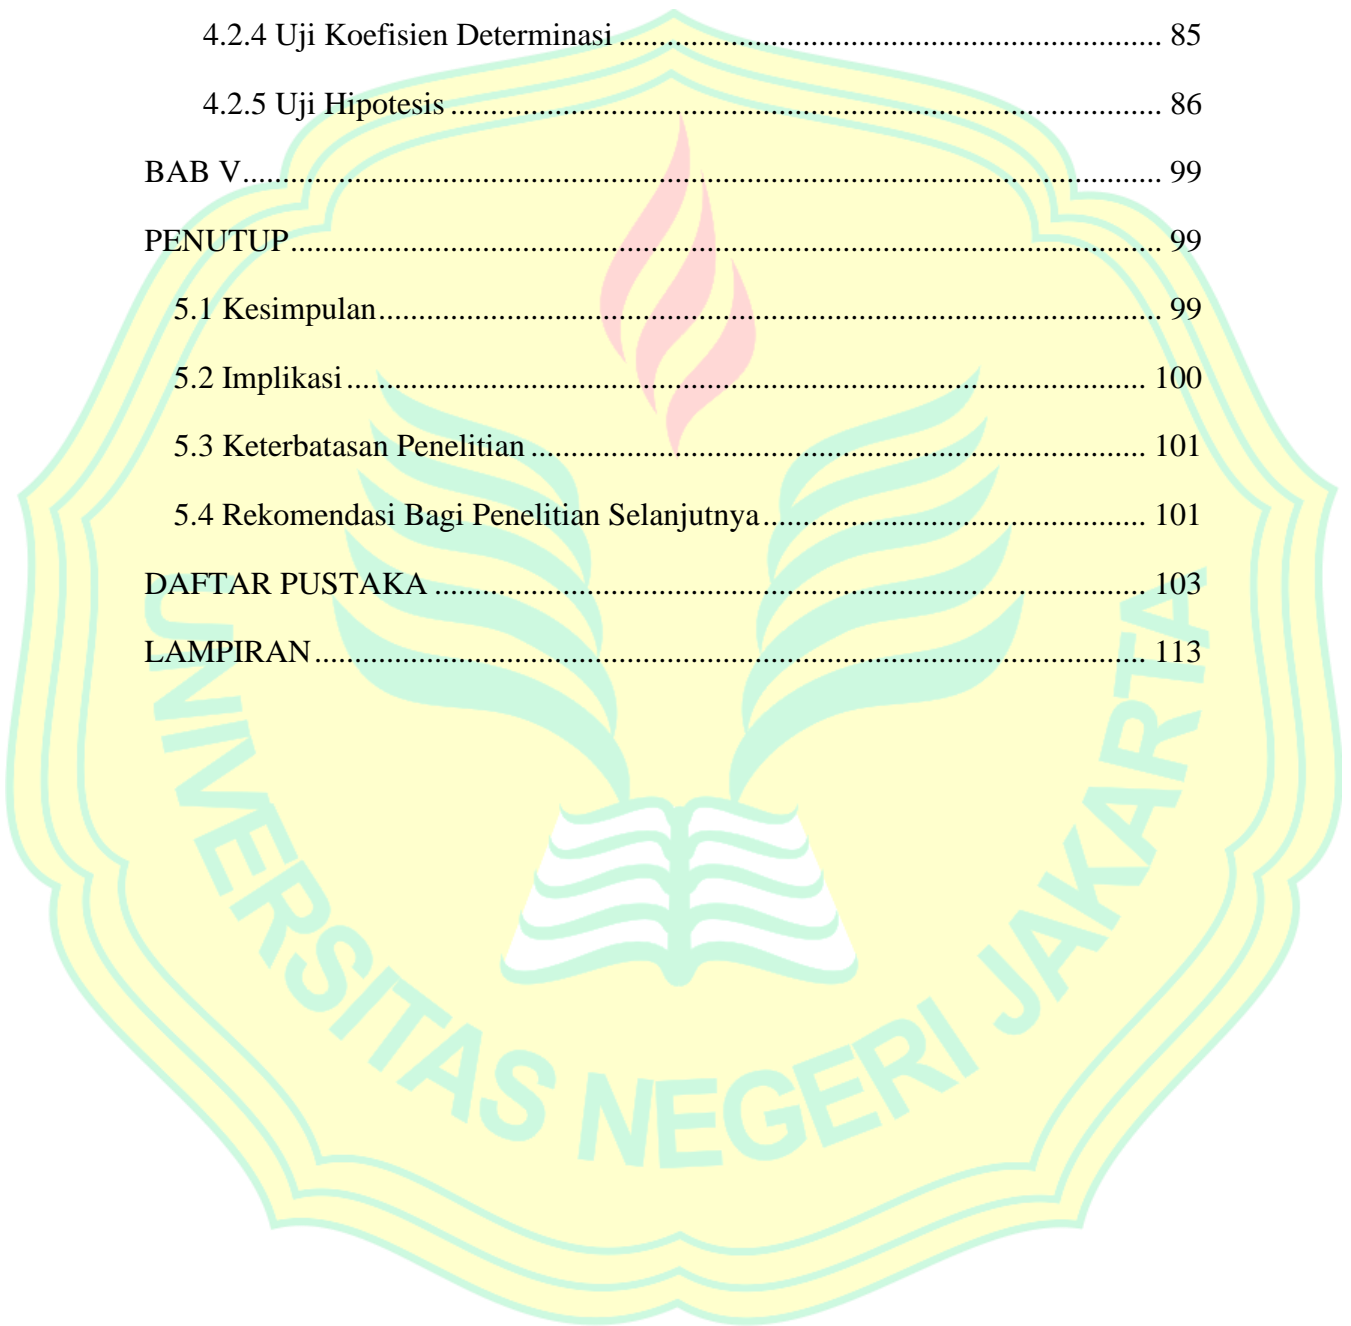 4.2.4 Uji Koefisien Determinasi .................................................................... 85
4.2.5 Uji Hipotesis ......................................................................................... 86
BAB V................................................................................................................... 99
PENUTUP............................................................................................................. 99
5.1 Kesimpulan.................................................................................................. 99
5.2 Implikasi .................................................................................................... 100
5.3 Keterbatasan Penelitian ............................................................................. 101
5.4 Rekomendasi Bagi Penelitian Selanjutnya................................................ 101
DAFTAR PUSTAKA ......................................................................................... 103
LAMPIRAN ........................................................................................................ 113
UNIVERSITAS NEGERI JAKARTA